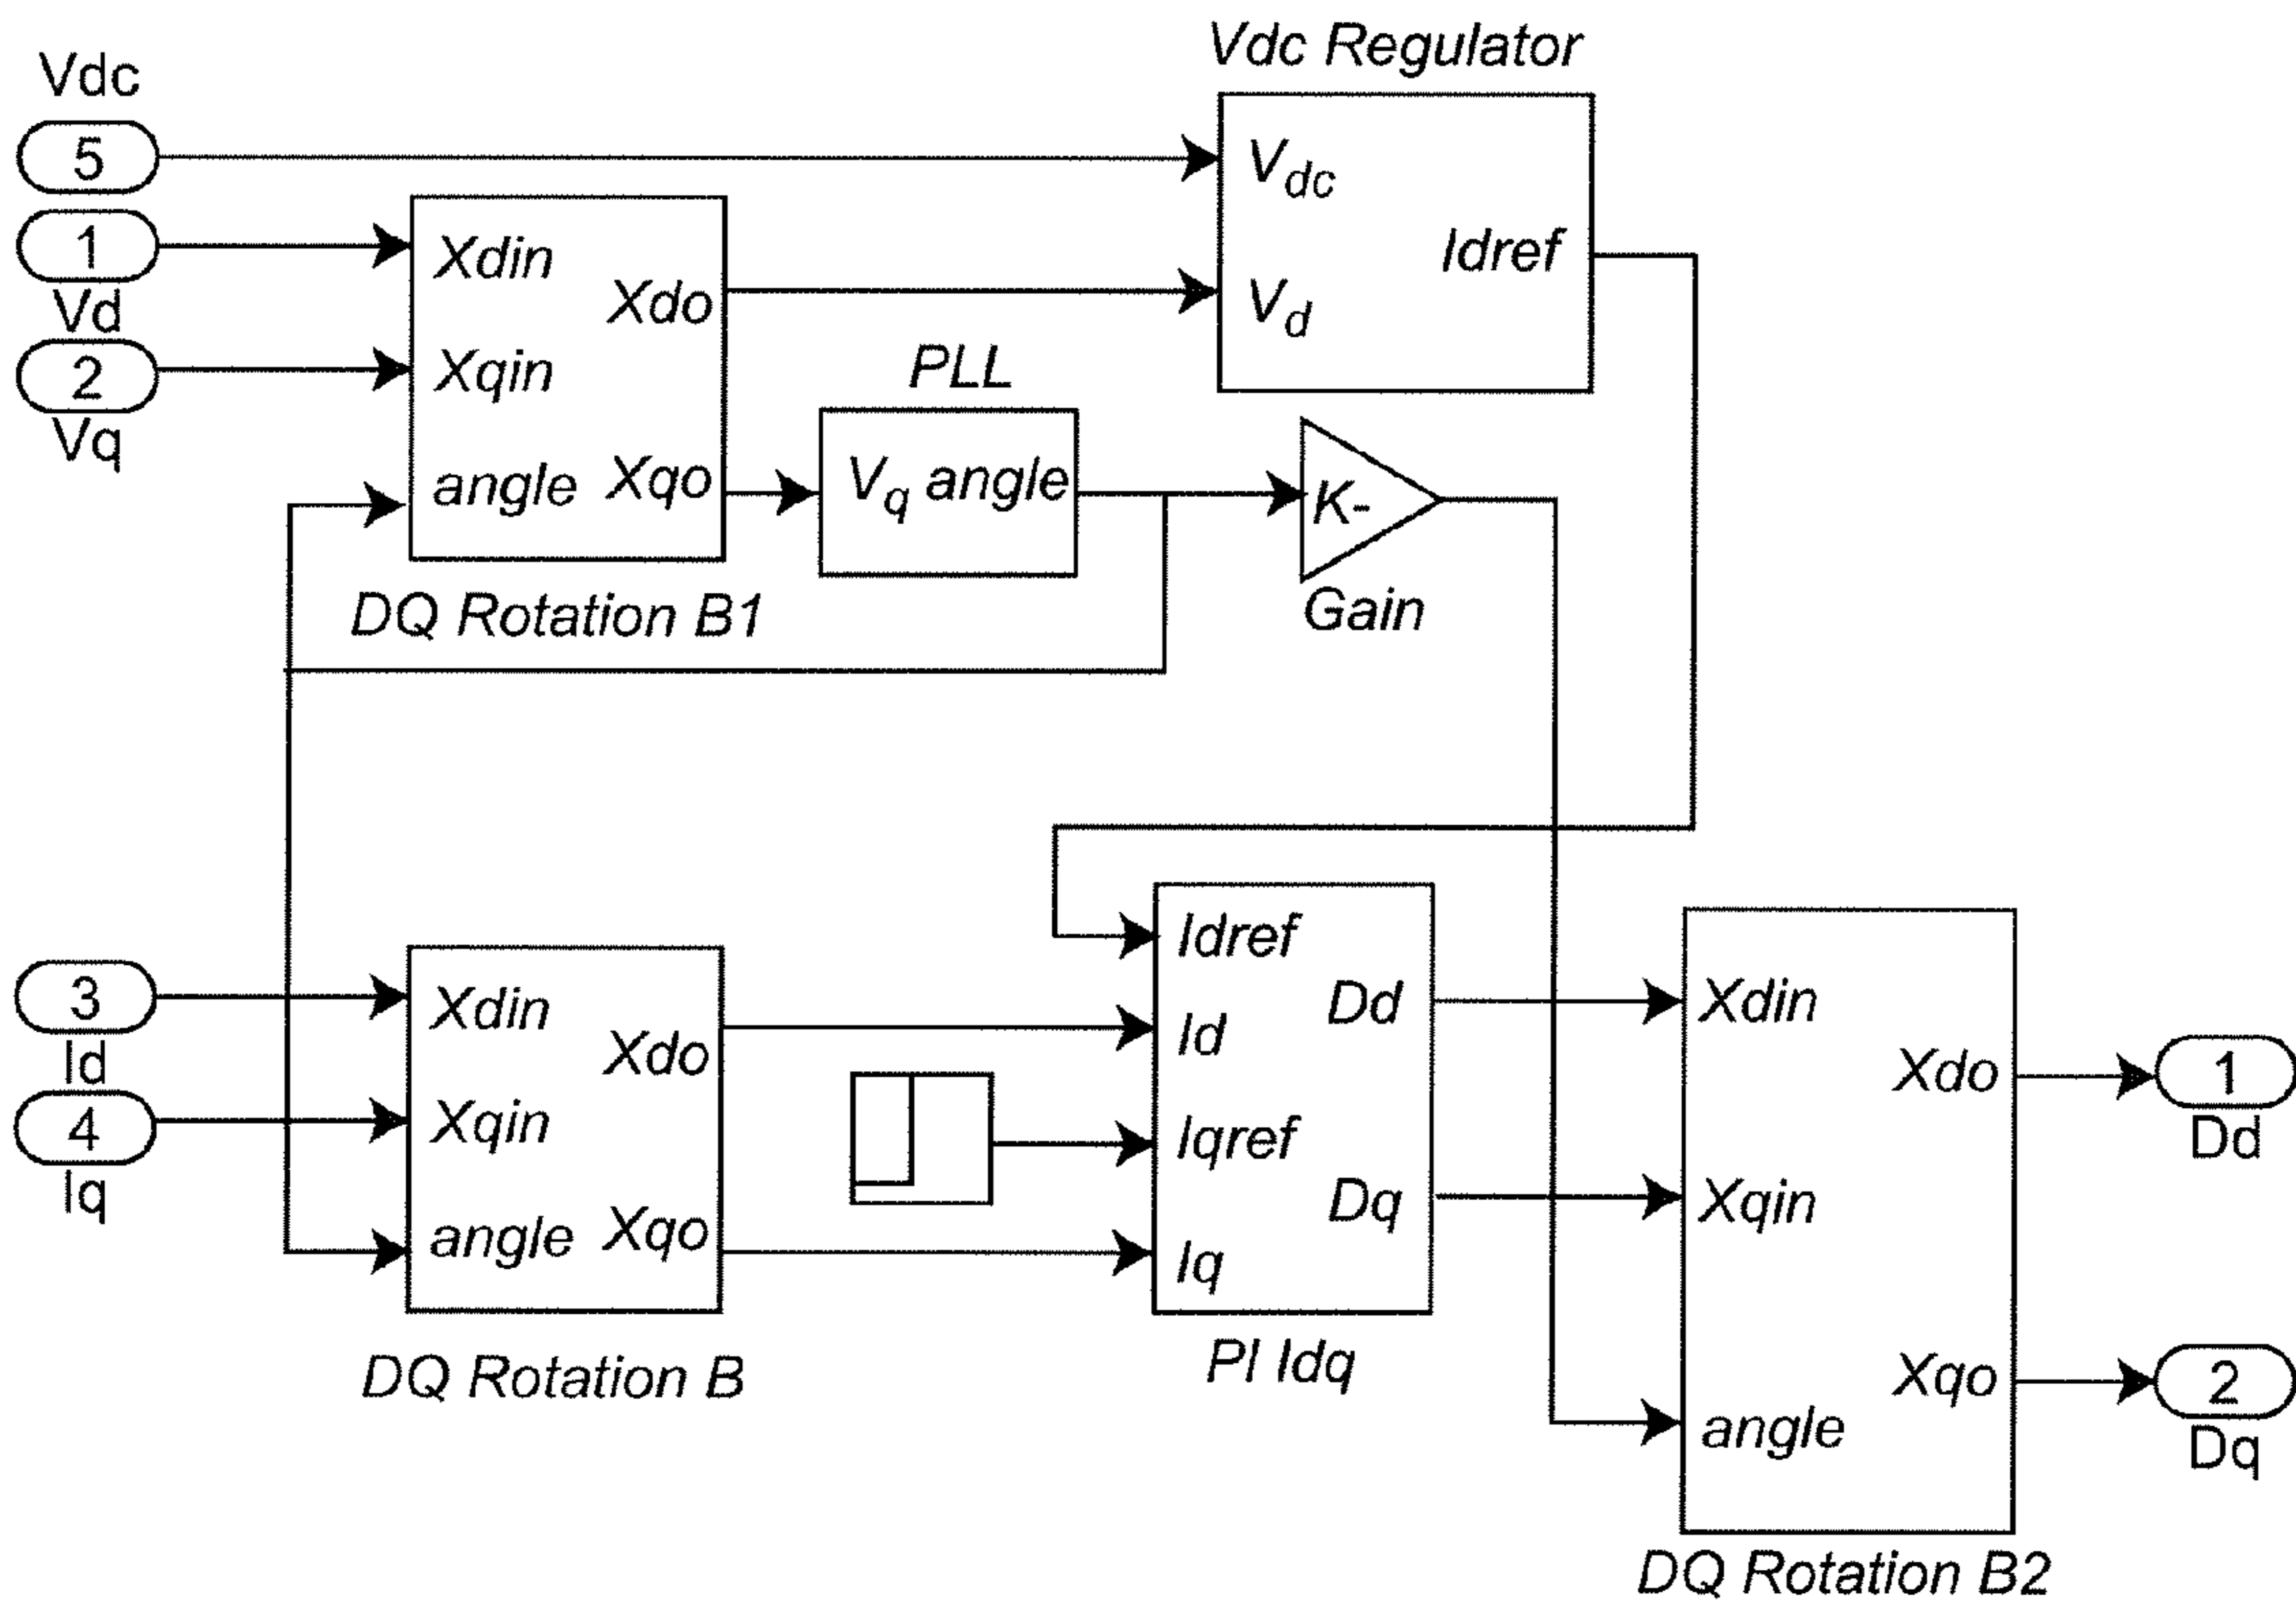 Vdc Regulator
Vdc
5
1
Vd
2
Vq
Xdin
Xqin
angle
Xdo
Xqo
DQ Rotation B1
PLL
Vq angle
Vdc
Vd
Idref
K-
Gain
3
Id
4
Iq
Xdin
Xqin
angle
Xdo
Xqo
DQ Rotation B
Idref
Id
Iqref
Iq
Dd
Dq
PI Idq
Xdin
Xqin
angle
Xdo
Xqo
DQ Rotation B2
1
Dd
2
Dq